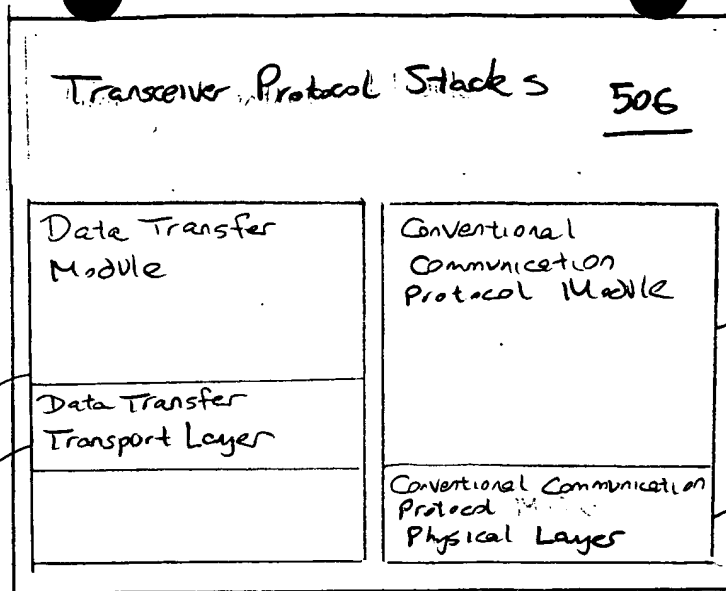 Transceiver Protocol Stacks 506
Data Transfer
Module
Data Transfer
Transport Layer
Conventional
Communication
Protocol Module
Conventional Communication
Protocol
Physical Layer